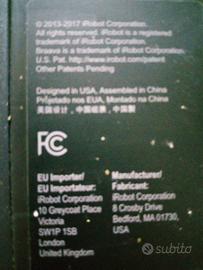 © 2013-2017 iRobot Corporation.
All rights reserved. iRobot is a registered
trademark of iRobot Corporation.
Braava is a trademark of iRobot Corporation.
U.S. Pat. http://www.irobot.com/patent
Other Patents Pending
Designed in USA, Assembled in China
Projetado nos EUA, Montado na China
美国设计，中国组装，中国製
FC
EU Importer/
EU Importateur:
iRobot Corporation
10 Greycoat Place
Victoria
SW1P 1SB
London
United Kingdom
Manufacturer/
Fabricant:
iRobot Corporation
8 Crosby Drive
Bedford, MA 01730,
USA
subito